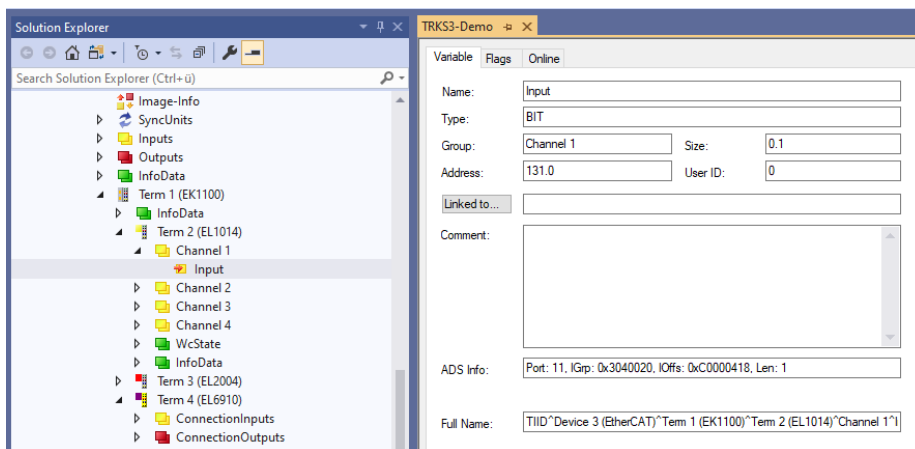 Solution Explorer
Search Solution Explorer (Ctrl+ü)
Image-Info
SyncUnits
Inputs
Outputs
InfoData
Term 1 (EK1100)
InfoData
Term 2 (EL1014)
Channel 1
Input
Channel 2
Channel 3
Channel 4
WcState
InfoData
Term 3 (EL2004)
Term 4 (EL6910)
ConnectionInputs
ConnectionOutputs
TRKS3-Demo
Variable Flags Online
Name: Input
Type: BIT
Group: Channel 1 Size: 0.1
Address: 131.0 User ID: 0
Linked to...
Comment:
ADS Info: Port: 11, IGrp: 0x3040020, IOffs: 0xC0000418, Len: 1
Full Name: TIID^Device 3 (EtherCAT)^Term 1 (EK1100)^Term 2 (EL1014)^Channel 1^I